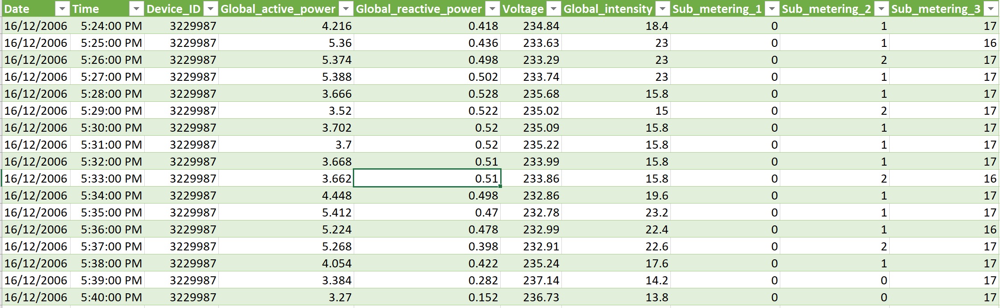 Date Time Device_ID Global_active_power Global_reactive_power Voltage Global_intensity Sub_metering_1 Sub_metering_2 Sub_metering_3
16/12/2006 5:24:00 PM 3229987 4.216 0.418 234.84 18.4 0 1 17
16/12/2006 5:25:00 PM 3229987 5.36 0.436 233.63 23 0 1 16
16/12/2006 5:26:00 PM 3229987 5.374 0.498 233.29 23 0 2 17
16/12/2006 5:27:00 PM 3229987 5.388 0.502 233.74 23 0 1 17
16/12/2006 5:28:00 PM 3229987 3.666 0.528 235.68 15.8 0 1 17
16/12/2006 5:29:00 PM 3229987 3.52 0.522 235.02 15 0 2 17
16/12/2006 5:30:00 PM 3229987 3.702 0.52 235.09 15.8 0 1 17
16/12/2006 5:31:00 PM 3229987 3.7 0.52 235.22 15.8 0 1 17
16/12/2006 5:32:00 PM 3229987 3.668 0.51 233.99 15.8 0 1 17
16/12/2006 5:33:00 PM 3229987 3.662 0.51 233.86 15.8 0 2 16
16/12/2006 5:34:00 PM 3229987 4.448 0.498 232.86 19.6 0 1 17
16/12/2006 5:35:00 PM 3229987 5.412 0.47 232.78 23.2 0 1 17
16/12/2006 5:36:00 PM 3229987 5.224 0.478 232.99 22.4 0 1 16
16/12/2006 5:37:00 PM 3229987 5.268 0.398 232.91 22.6 0 2 17
16/12/2006 5:38:00 PM 3229987 4.054 0.422 235.24 17.6 0 1 17
16/12/2006 5:39:00 PM 3229987 3.384 0.282 237.14 14.2 0 0 17
16/12/2006 5:40:00 PM 3229987 3.27 0.152 236.73 13.8 0 0 17